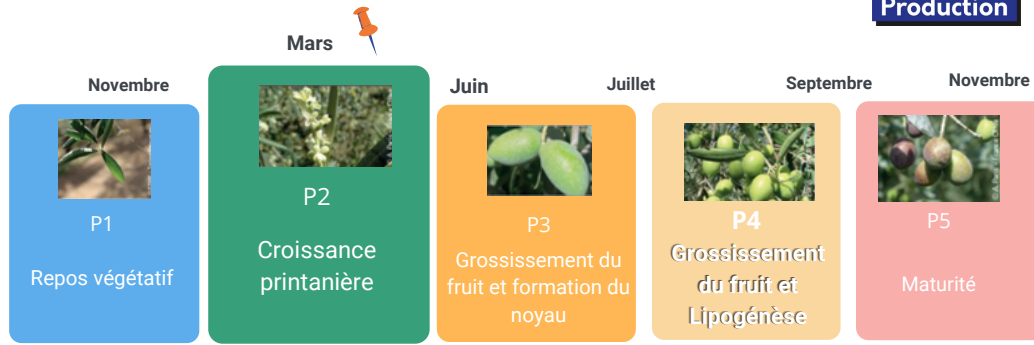 Production
Mars
Novembre
Juin
Juillet
Septembre
Novembre
P1
Repos végétatif
P2
Croissance
printanière
P3
Grossissement du
fruit et formation du
noyau
P4
Grossissement
du fruit et
Lipogénèse
P5
Maturité